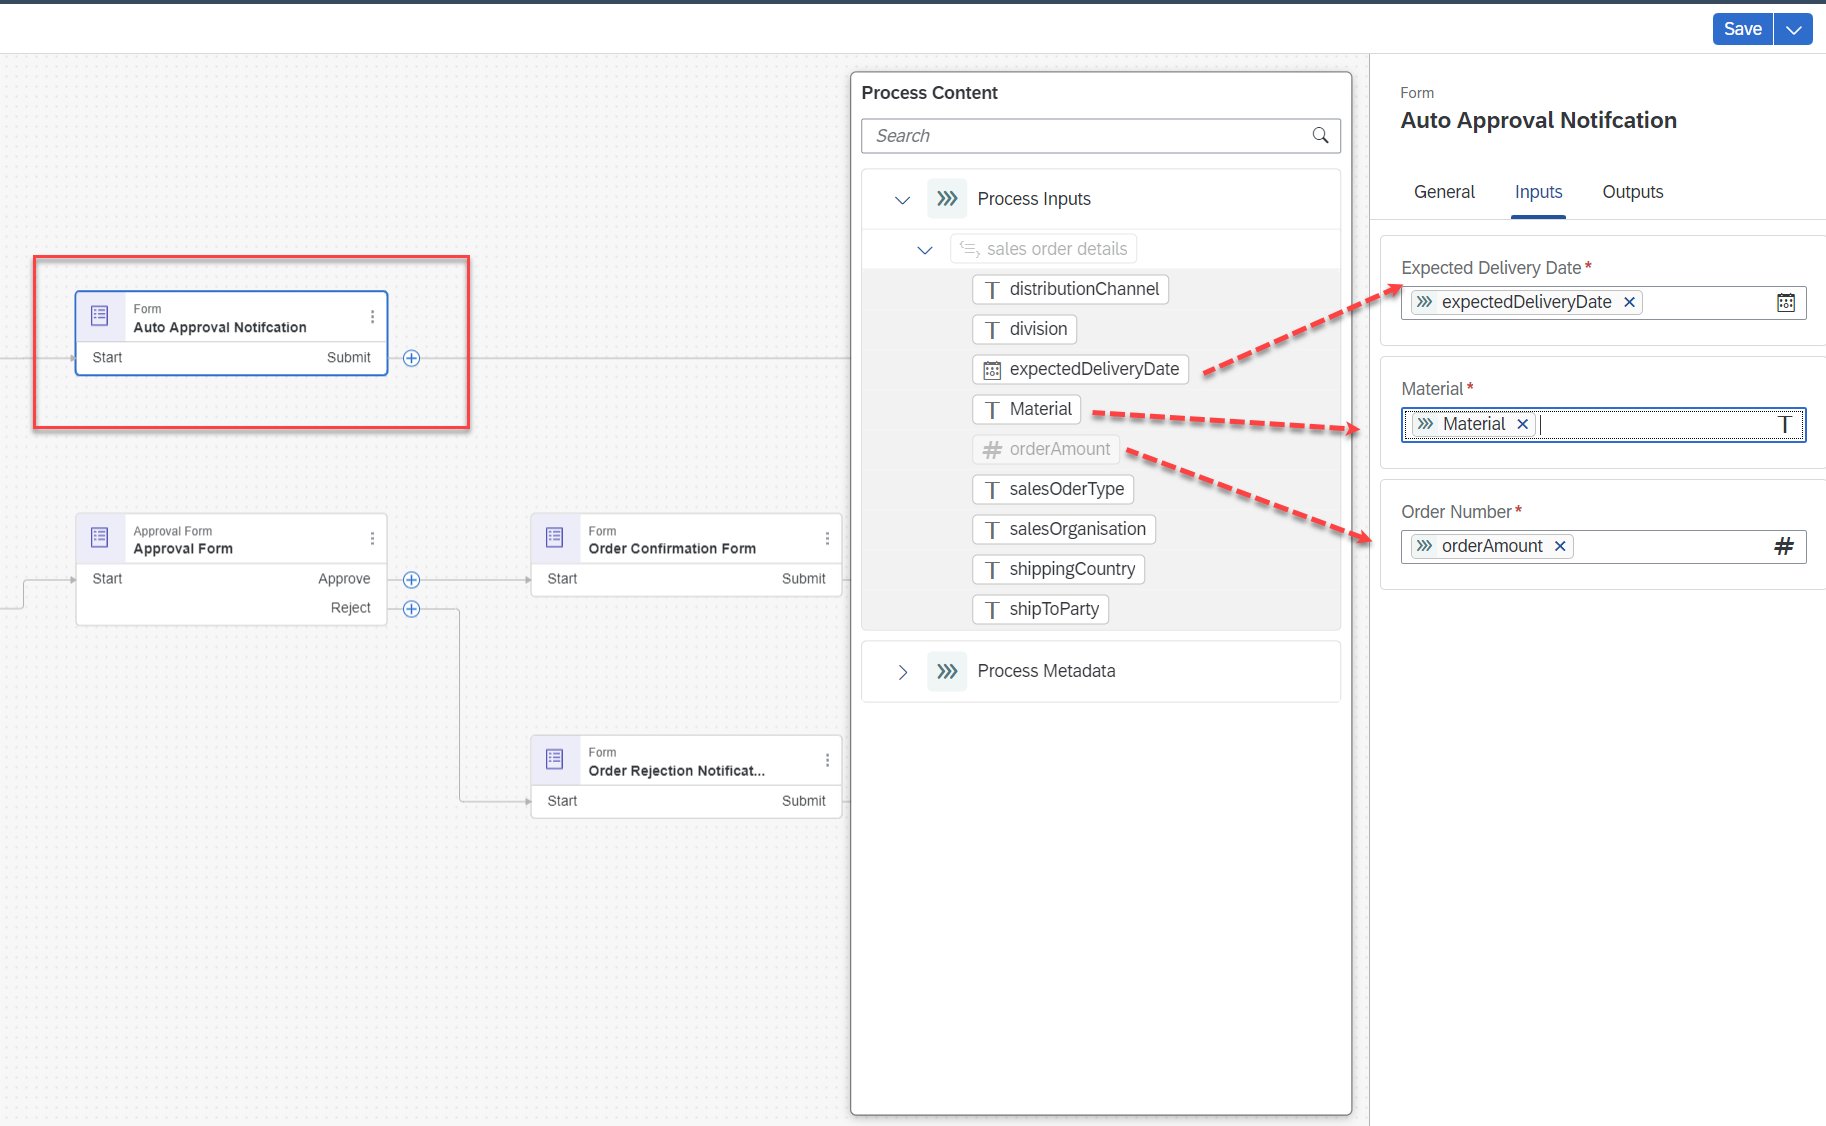 Save
Form
Auto Approval Notifcation
Start
Submit
Approval Form
Approval Form
Start
Approve
Reject
Form
Order Confirmation Form
Start
Submit
Form
Order Rejection Notificat...
Start
Submit
Process Content
Search
Process Inputs
sales order details
distributionChannel
division
expectedDeliveryDate
Material
orderAmount
salesOderType
salesOrganisation
shippingCountry
shipToParty
Process Metadata
Form
Auto Approval Notifcation
General Inputs Outputs
Expected Delivery Date*
expectedDeliveryDate
Material*
Material
Order Number*
orderAmount